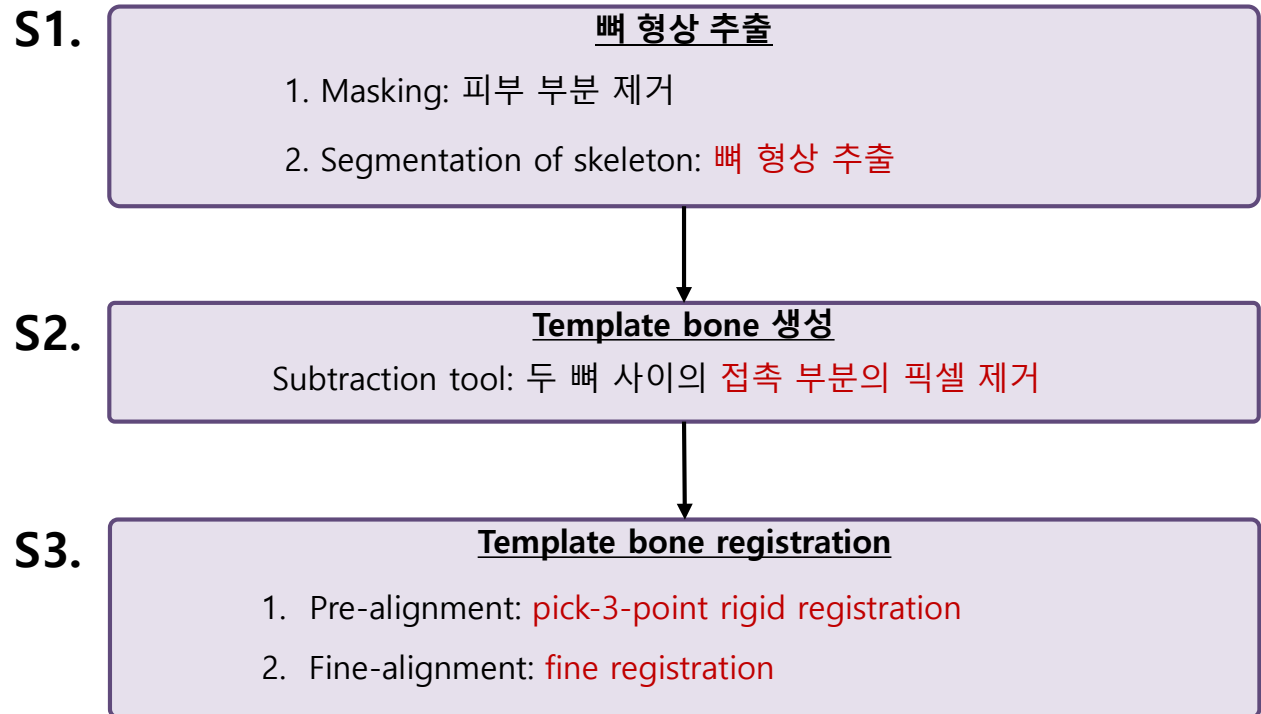 S1.
뼈 형상 추출
1. Masking: 피부 부분 제거
2. Segmentation of skeleton: 뼈 형상 추출
S2.
Template bone 생성
Subtraction tool: 두 뼈 사이의 접촉 부분의 픽셀 제거
S3.
Template bone registration
1. Pre-alignment: pick-3-point rigid registration
2. Fine-alignment: fine registration